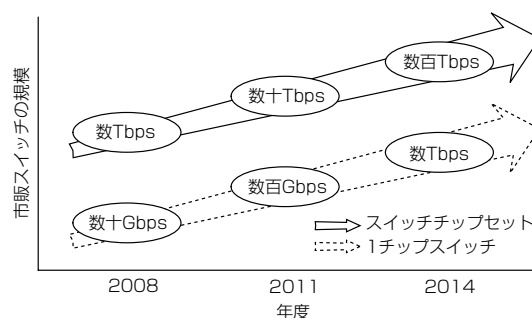 市販スイッチの規模
数百Tbps
数十Tbps
数Tbps
数Tbps
数百Gbps
数十Gbps
スイッチチップセット
1チップスイッチ
2008
2011
2014
年度